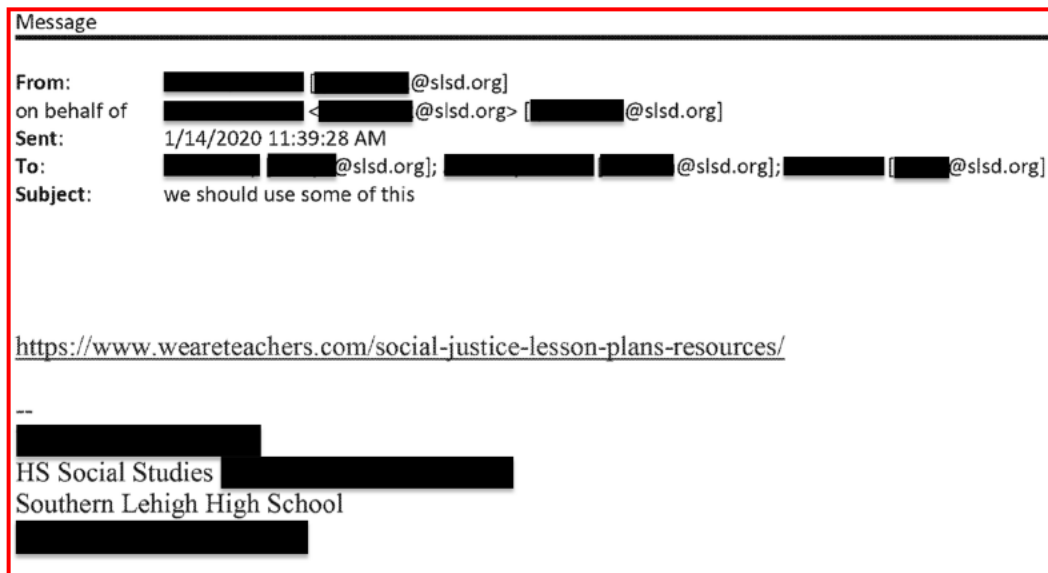 Message
From: [ @slsd.org]
on behalf of < @slsd.org> [ @slsd.org]
Sent: 1/14/2020 11:39:28 AM
To: [ @slsd.org]; [ @slsd.org]; [ @slsd.org]
Subject: we should use some of this
https://www.weareteachers.com/social-justice-lesson-plans-resources/
--
HS Social Studies
Southern Lehigh High School